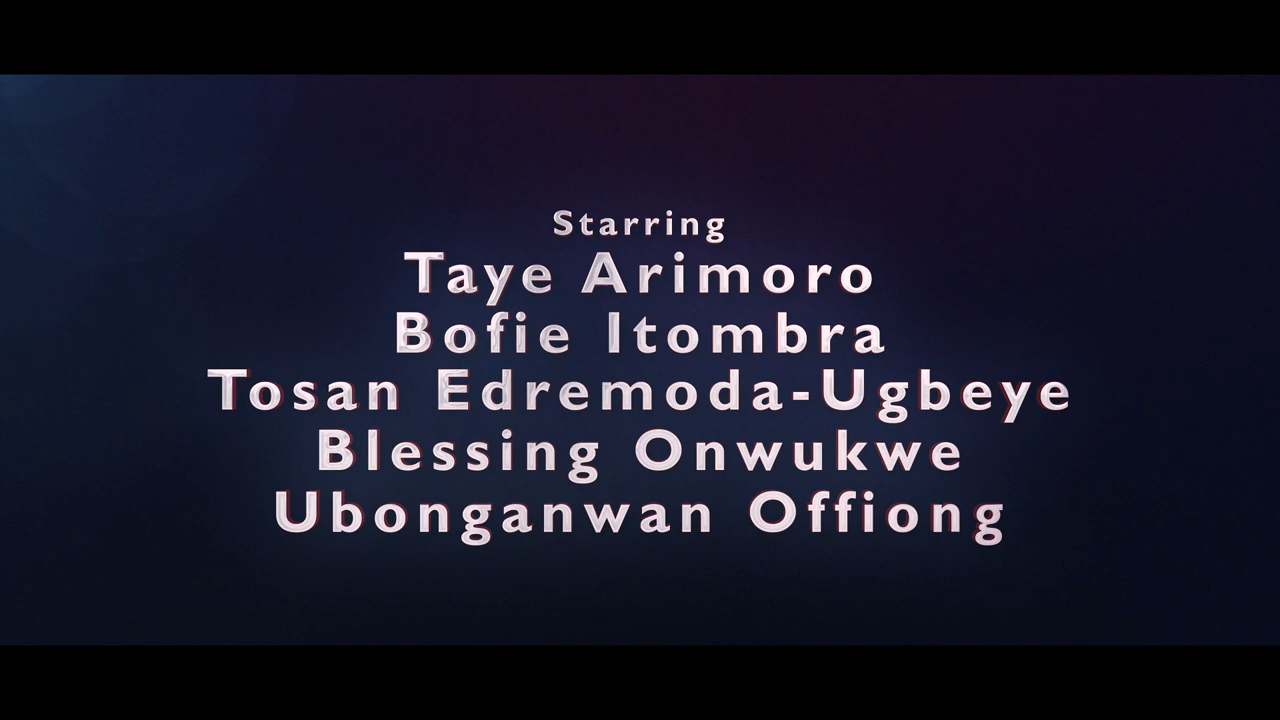 Starring
Taye Arimoro
Bofie Itombra
Tosan Edremoda-Ugbeye
Blessing Onwukwe
Ubonganwan Offiong